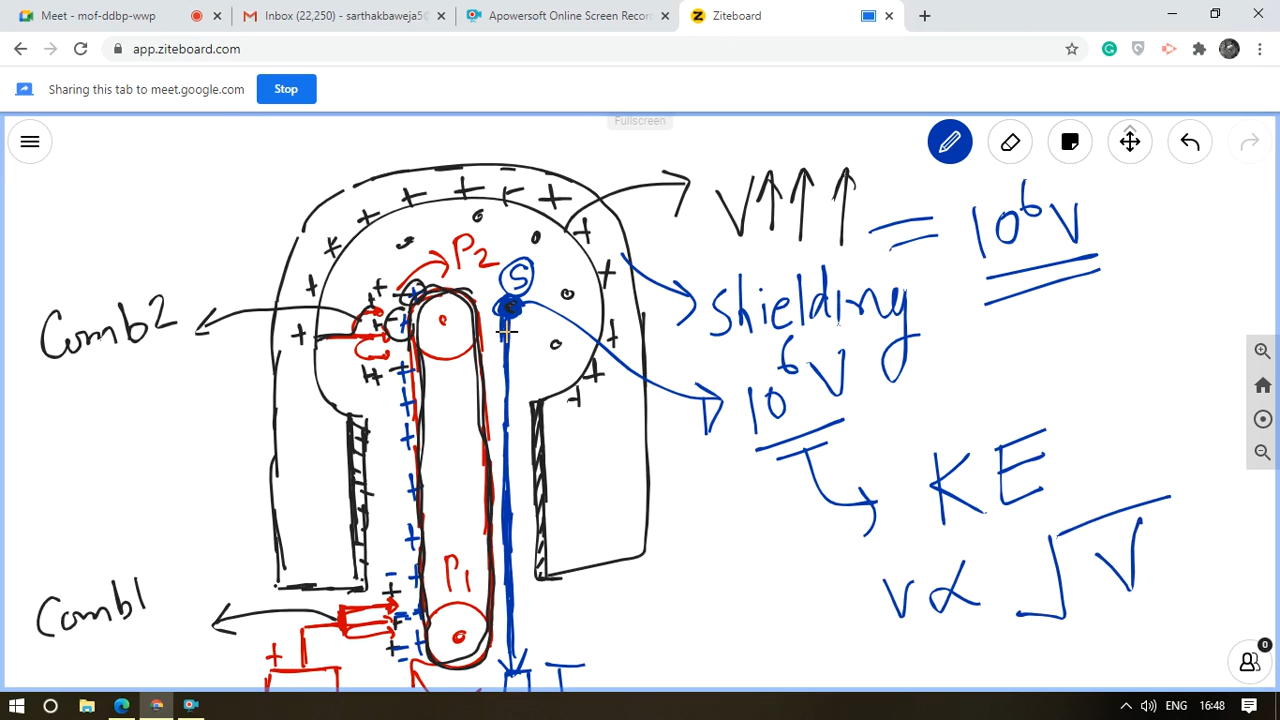 Meet - mof-ddbp-wwp
Inbox (22,250) - sarthakbaweja5
Apowersoft Online Screen Recor
Ziteboard
app.ziteboard.com
Sharing this tab to meet.google.com
Stop
Fullscreen
V↑↑↑
= 10⁶V
P2
S
Comb2
shielding
10⁶V
KE
v ∝ √V
P1
Comb1
T
0
ENG
16:48